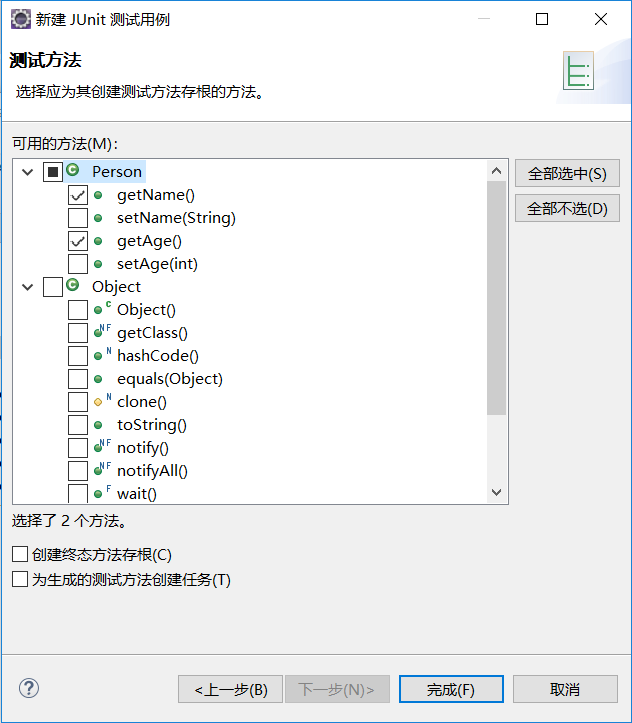 新建 JUnit 测试用例
测试方法
选择应为其创建测试方法存根的方法。
可用的方法(M)：
Person
getName()
setName(String)
getAge()
setAge(int)
Object
Object()
getClass()
hashCode()
equals(Object)
clone()
toString()
notify()
notifyAll()
wait()
全部选中(S)
全部不选(D)
选择了 2 个方法。
创建终态方法存根(C)
为生成的测试方法创建任务(T)
<上一步(B)
下一步(N)>
完成(F)
取消